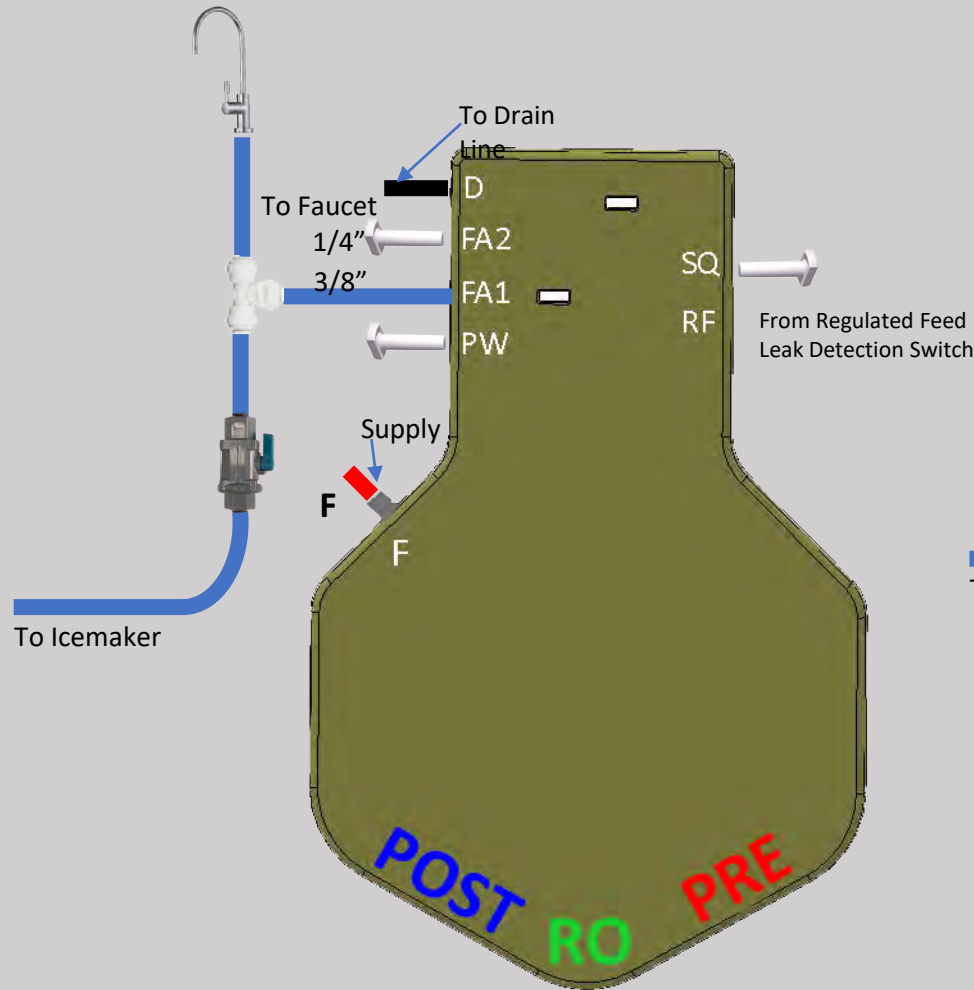 To Drain
Line
D
To Faucet
1/4”
FA2
3/8”
FA1
PW
SQ
RF
From Regulated Feed
Leak Detection Switch
Supply
F
F
To Icemaker
POST
RO
PRE